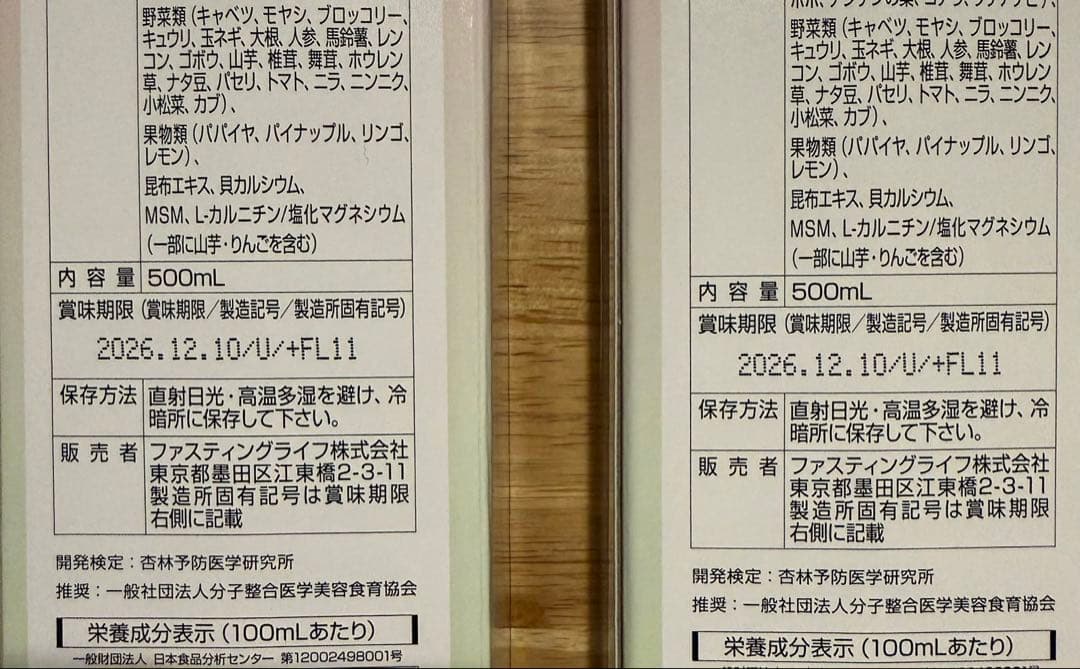 野菜類（キャベツ、モヤシ、ブロッコリー、
キュウリ、玉ネギ、大根、人参、馬鈴薯、レン
コン、ゴボウ、山芋、椎茸、舞茸、ホウレン
草、ナタ豆、パセリ、トマト、ニラ、ニンニク、
小松菜、カブ）、
果物類（パパイヤ、パイナップル、リンゴ、
レモン）、
昆布エキス、貝カルシウム、
MSM、L-カルニチン/塩化マグネシウム
（一部に山芋・りんごを含む）
内容量 500mL
賞味期限（賞味期限／製造記号／製造所固有記号）
2026.12.10/U/+FL11
保存方法 直射日光・高温多湿を避け、冷
暗所に保存して下さい。
販売者 ファスティングライフ株式会社
東京都墨田区江東橋2-3-11
製造所固有記号は賞味期限
右側に記載
開発検定：杏林予防医学研究所
推奨：一般社団法人分子整合医学美容食育協会
栄養成分表示（100mLあたり）
一般財団法人 日本食品分析センター 第12002498001号
野菜類（キャベツ、モヤシ、ブロッコリー、
キュウリ、玉ネギ、大根、人参、馬鈴薯、レン
コン、ゴボウ、山芋、椎茸、舞茸、ホウレン
草、ナタ豆、パセリ、トマト、ニラ、ニンニク、
小松菜、カブ）、
果物類（パパイヤ、パイナップル、リンゴ、
レモン）、
昆布エキス、貝カルシウム、
MSM、L-カルニチン/塩化マグネシウム
（一部に山芋・りんごを含む）
内容量 500mL
賞味期限（賞味期限／製造記号／製造所固有記号）
2026.12.10/U/+FL11
保存方法 直射日光・高温多湿を避け、冷
暗所に保存して下さい。
販売者 ファスティングライフ株式会社
東京都墨田区江東橋2-3-11
製造所固有記号は賞味期限
右側に記載
開発検定：杏林予防医学研究所
推奨：一般社団法人分子整合医学美容食育協会
栄養成分表示（100mLあたり）